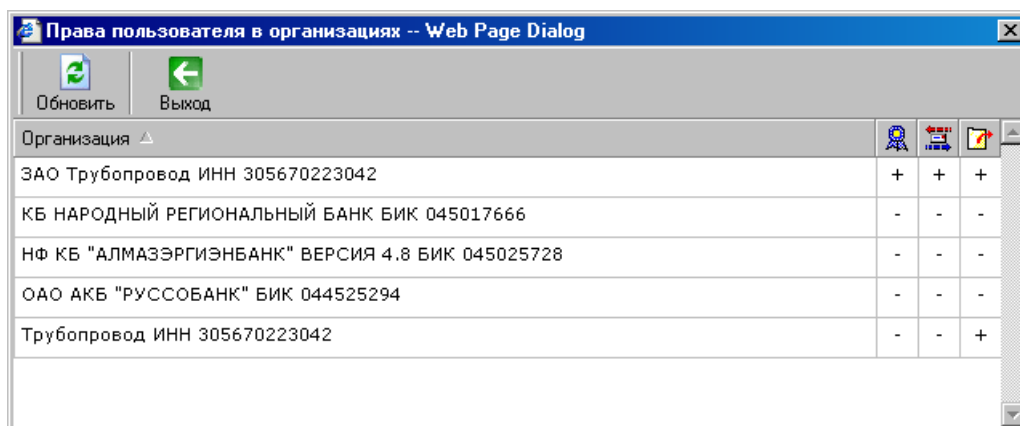 Права пользователя в организациях -- Web Page Dialog
Обновить Выход
Организация
ЗАО Трубопровод ИНН 305670223042 + + +
КБ НАРОДНЫЙ РЕГИОНАЛЬНЫЙ БАНК БИК 045017666 - - -
НФ КБ "АЛМАЗЭРГИЭНБАНК" ВЕРСИЯ 4.8 БИК 045025728 - - -
ОАО АКБ "РУССОБАНК" БИК 044525294 - - -
Трубопровод ИНН 305670223042 - - +